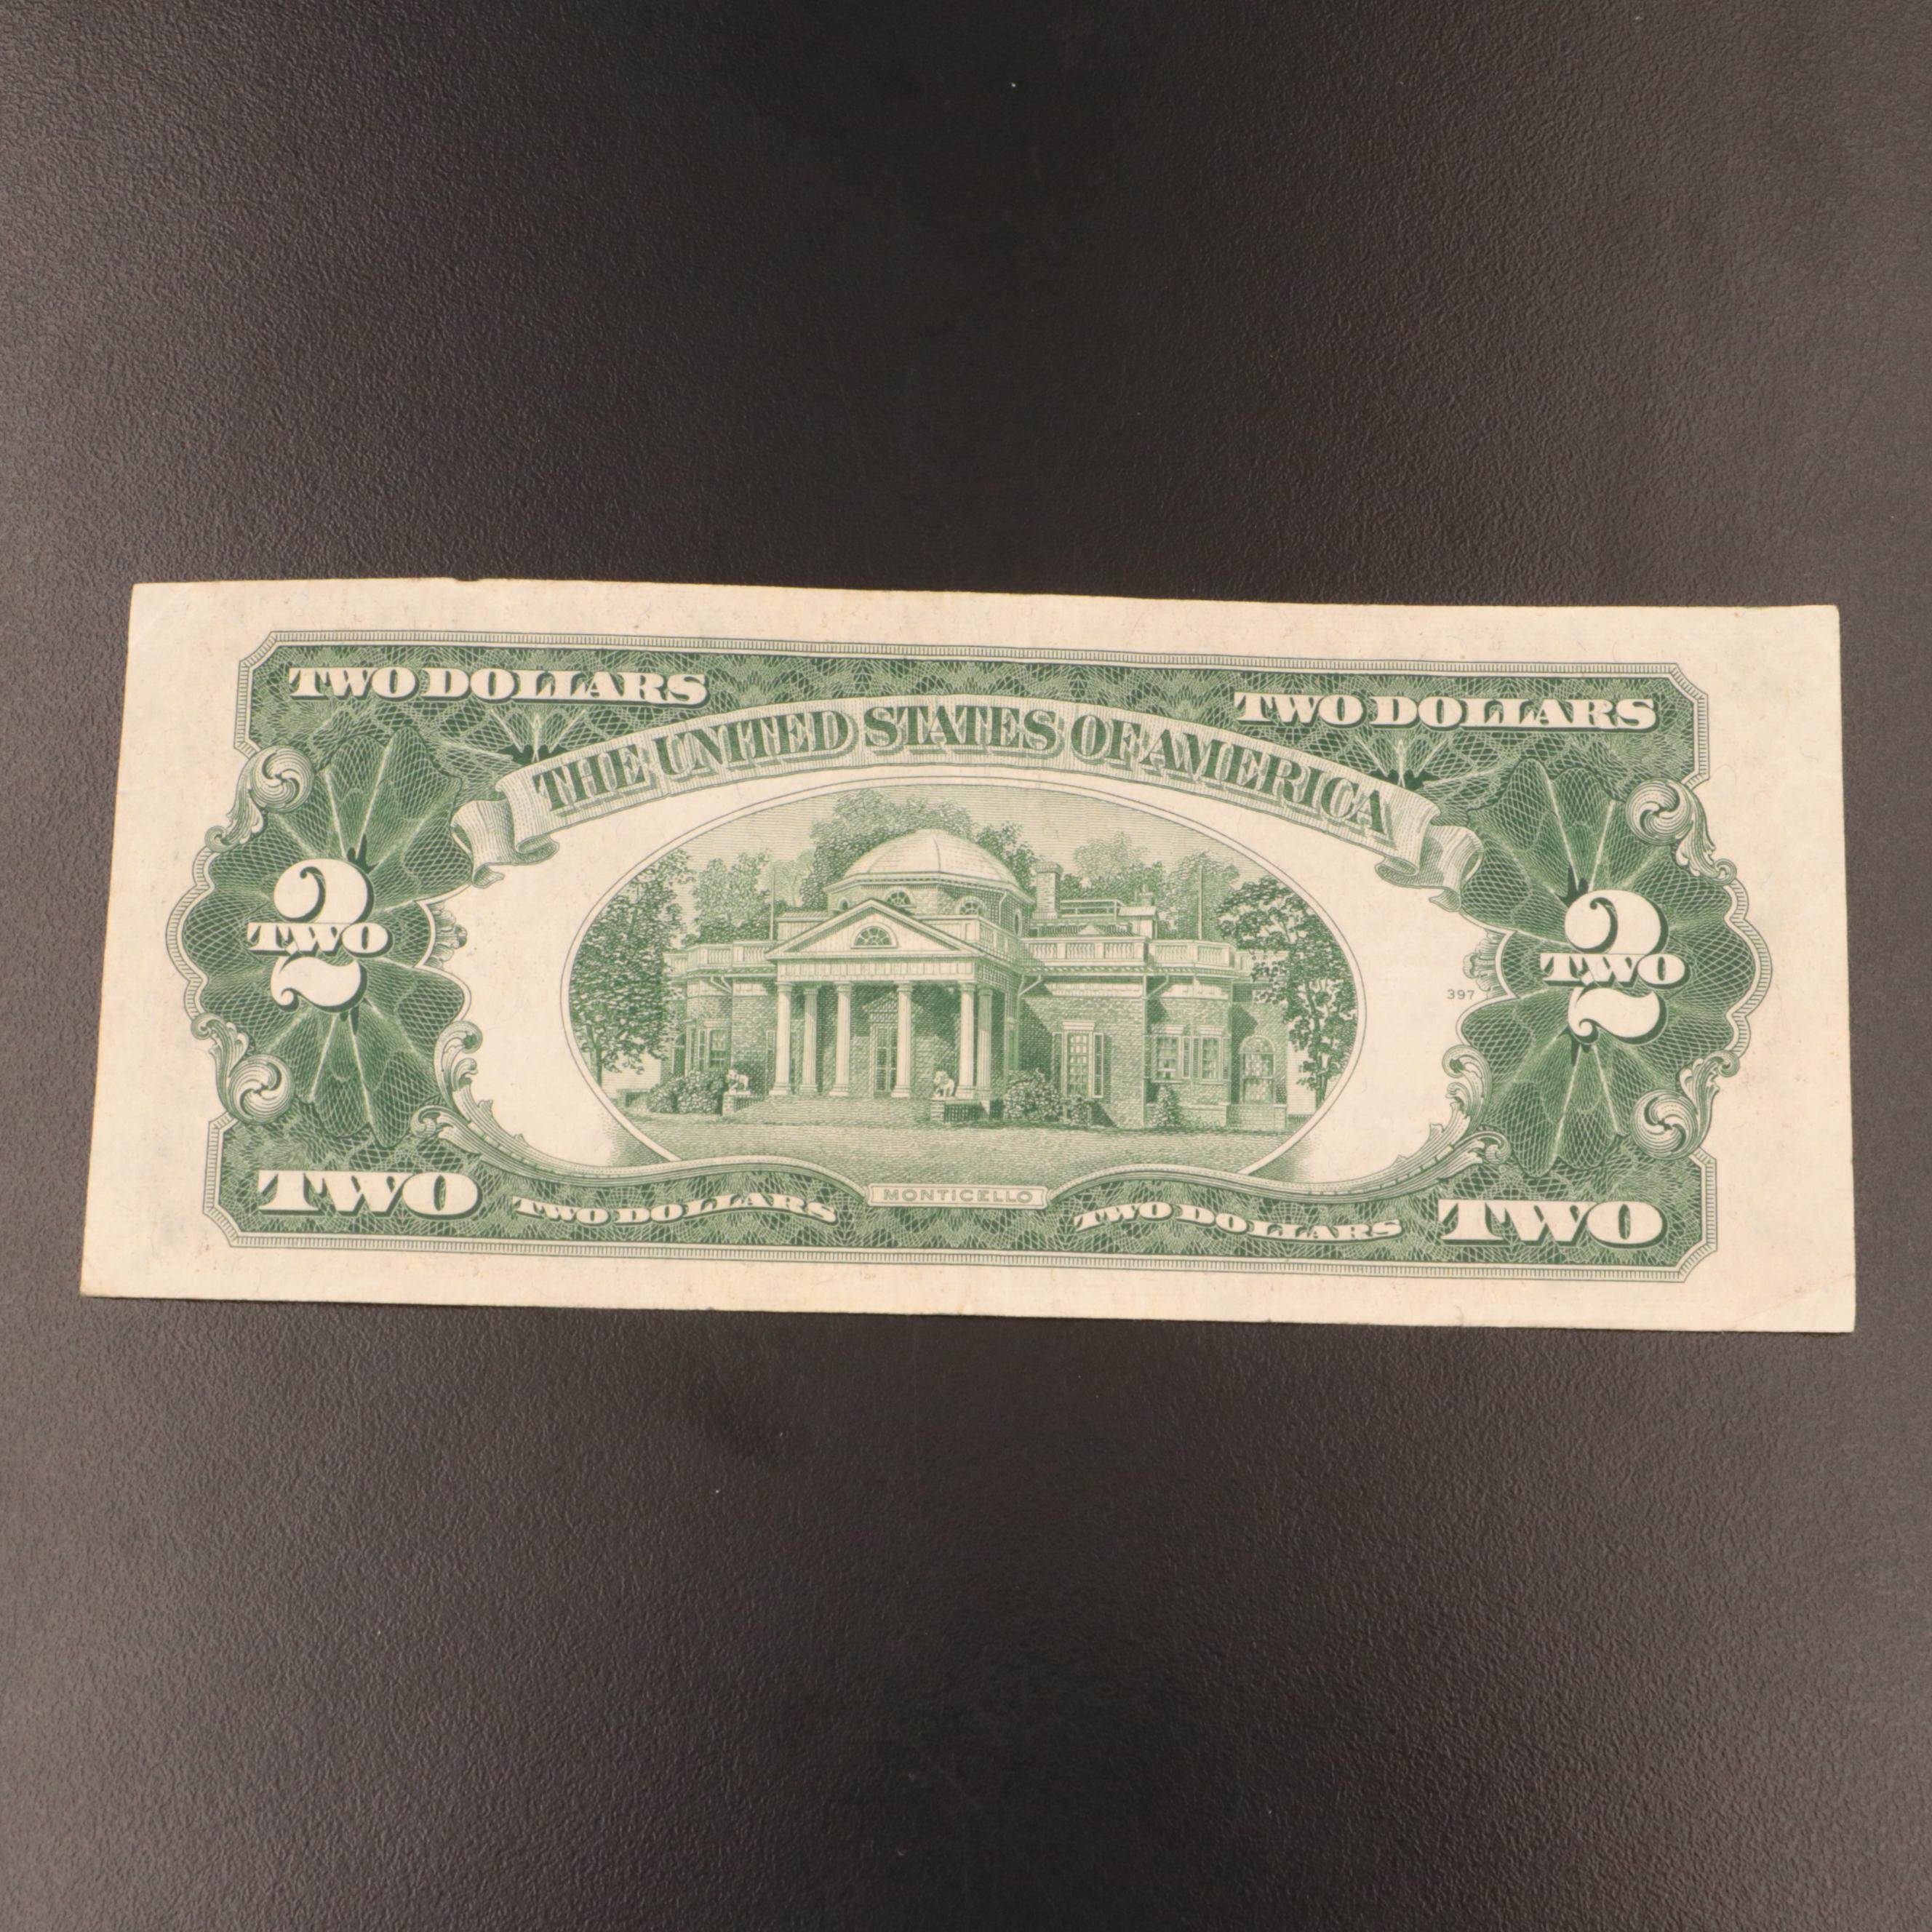 TWO DOLLARS
TWO DOLLARS
THE UNITED STATES OF AMERICA
2
TWO
2
TWO
397
TWO
TWO DOLLARS
MONTICELLO
TWO DOLLARS
TWO